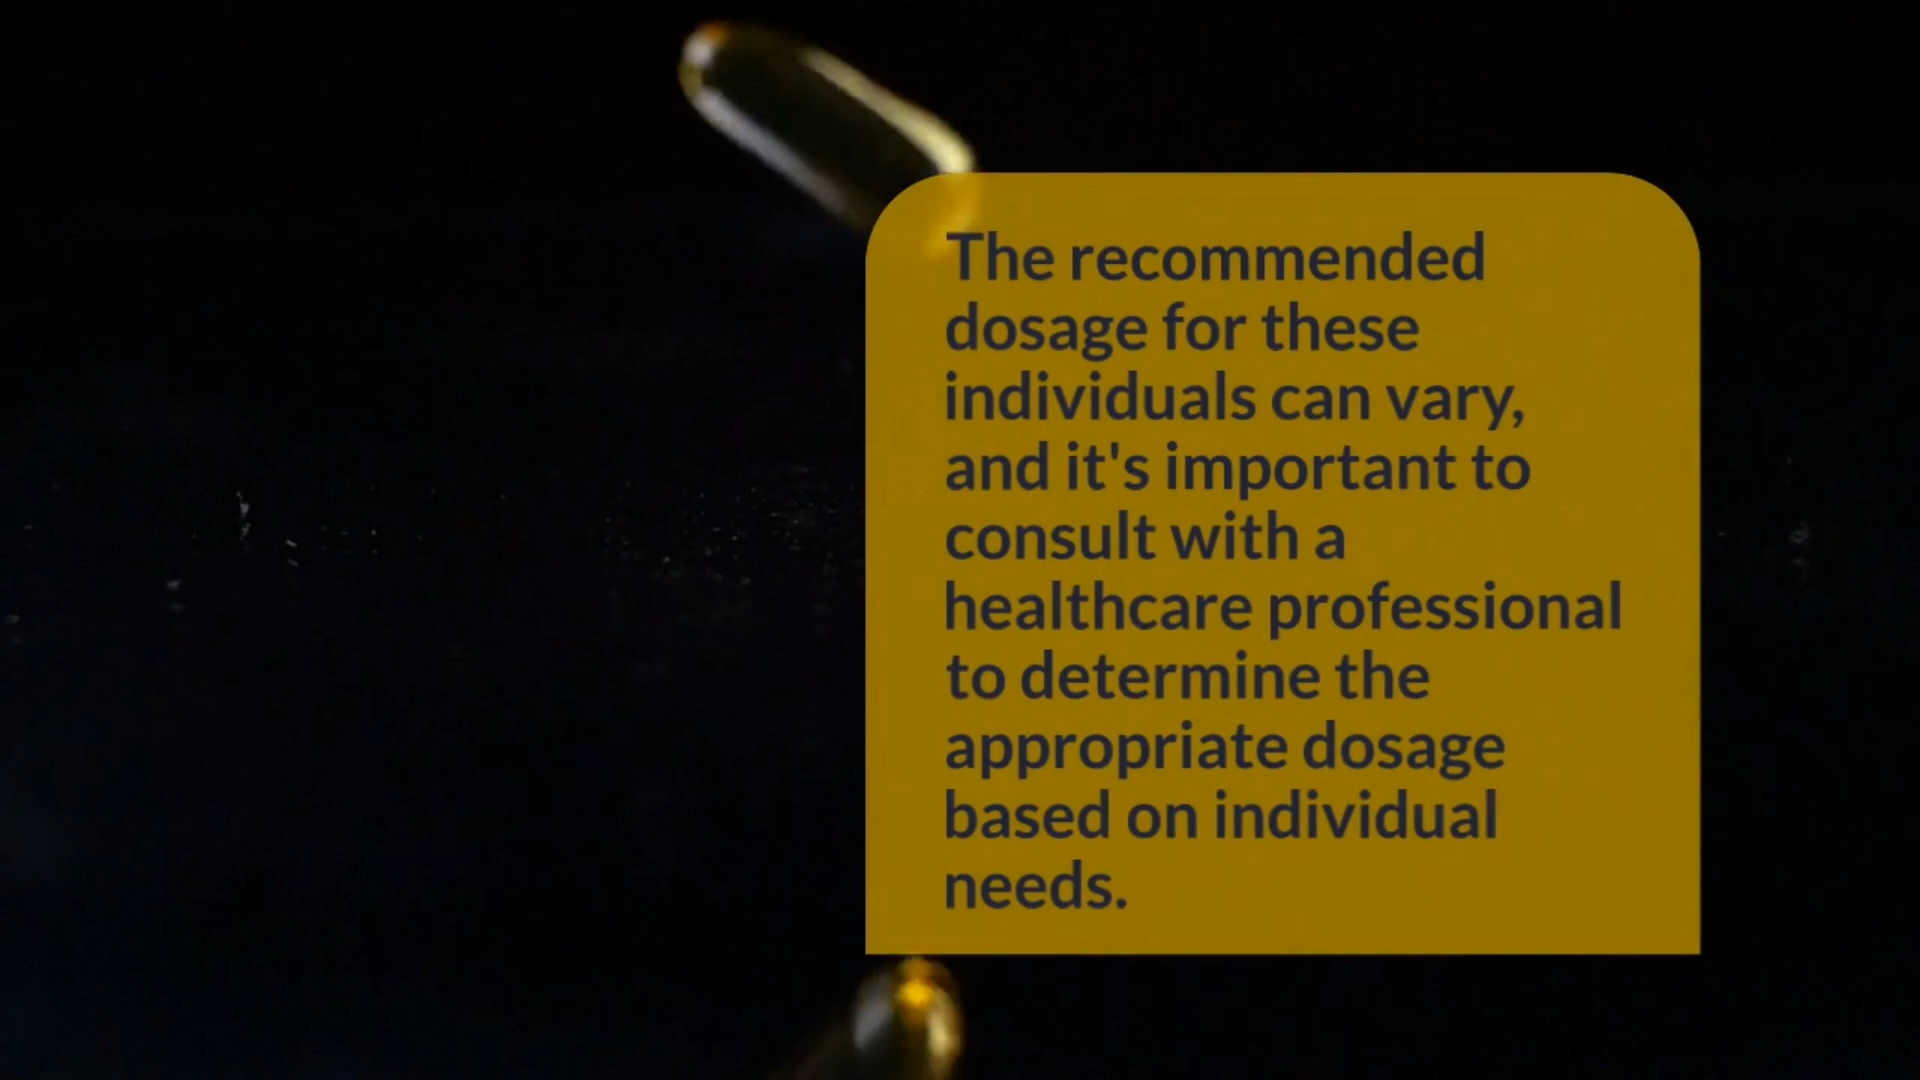 The recommended
dosage for these
individuals can vary,
and it's important to
consult with a
healthcare professional
to determine the
appropriate dosage
based on individual
needs.